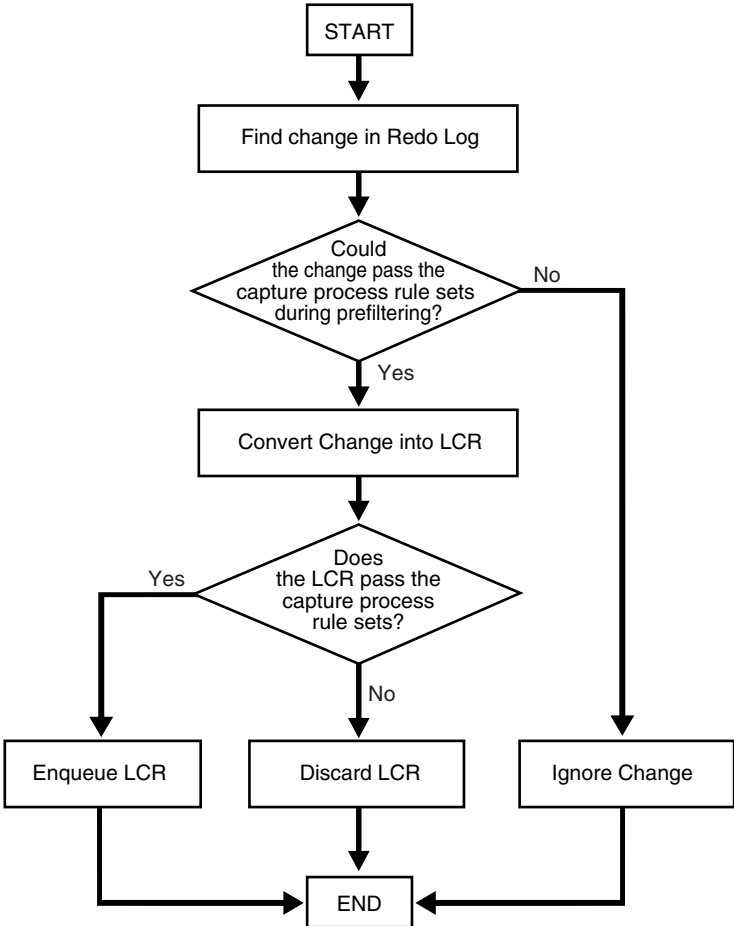 START
Find change in Redo Log
Could
the change pass the
capture process rule sets
during prefiltering?
No
Yes
Convert Change into LCR
Does
the LCR pass the
capture process
rule sets?
Yes
No
Enqueue LCR
Discard LCR
Ignore Change
END